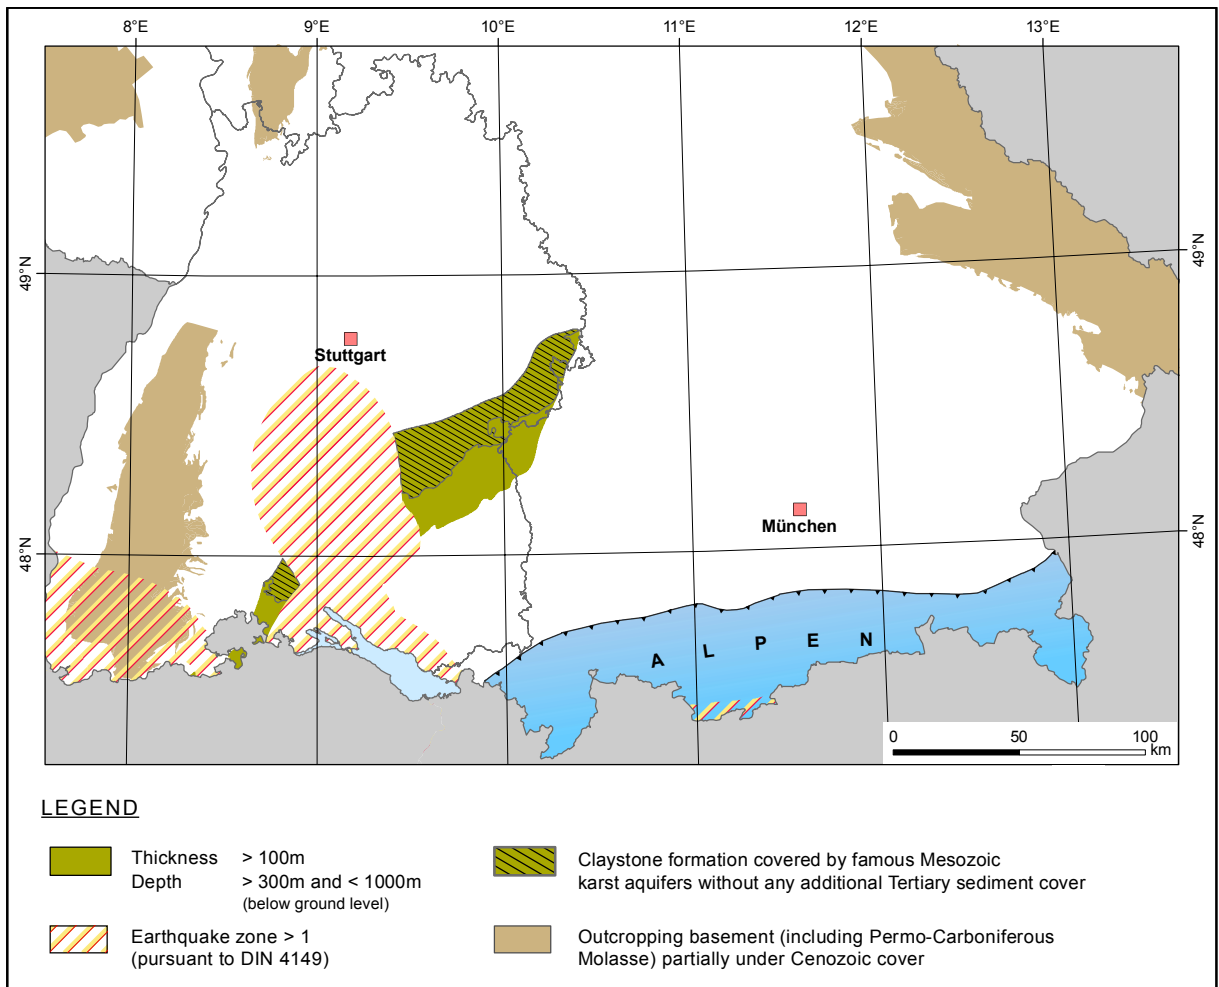 8°E 9°E 10°E 11°E 12°E 13°E
49°N 49°N
Stuttgart
München
48°N 48°N
ALPEN
0 50 100
km
LEGEND
Thickness > 100m
Depth > 300m and < 1000m
(below ground level)
Claystone formation covered by famous Mesozoic
karst aquifers without any additional Tertiary sediment cover
Earthquake zone > 1
(pursuant to DIN 4149)
Outcropping basement (including Permo-Carboniferous
Molasse) partially under Cenozoic cover